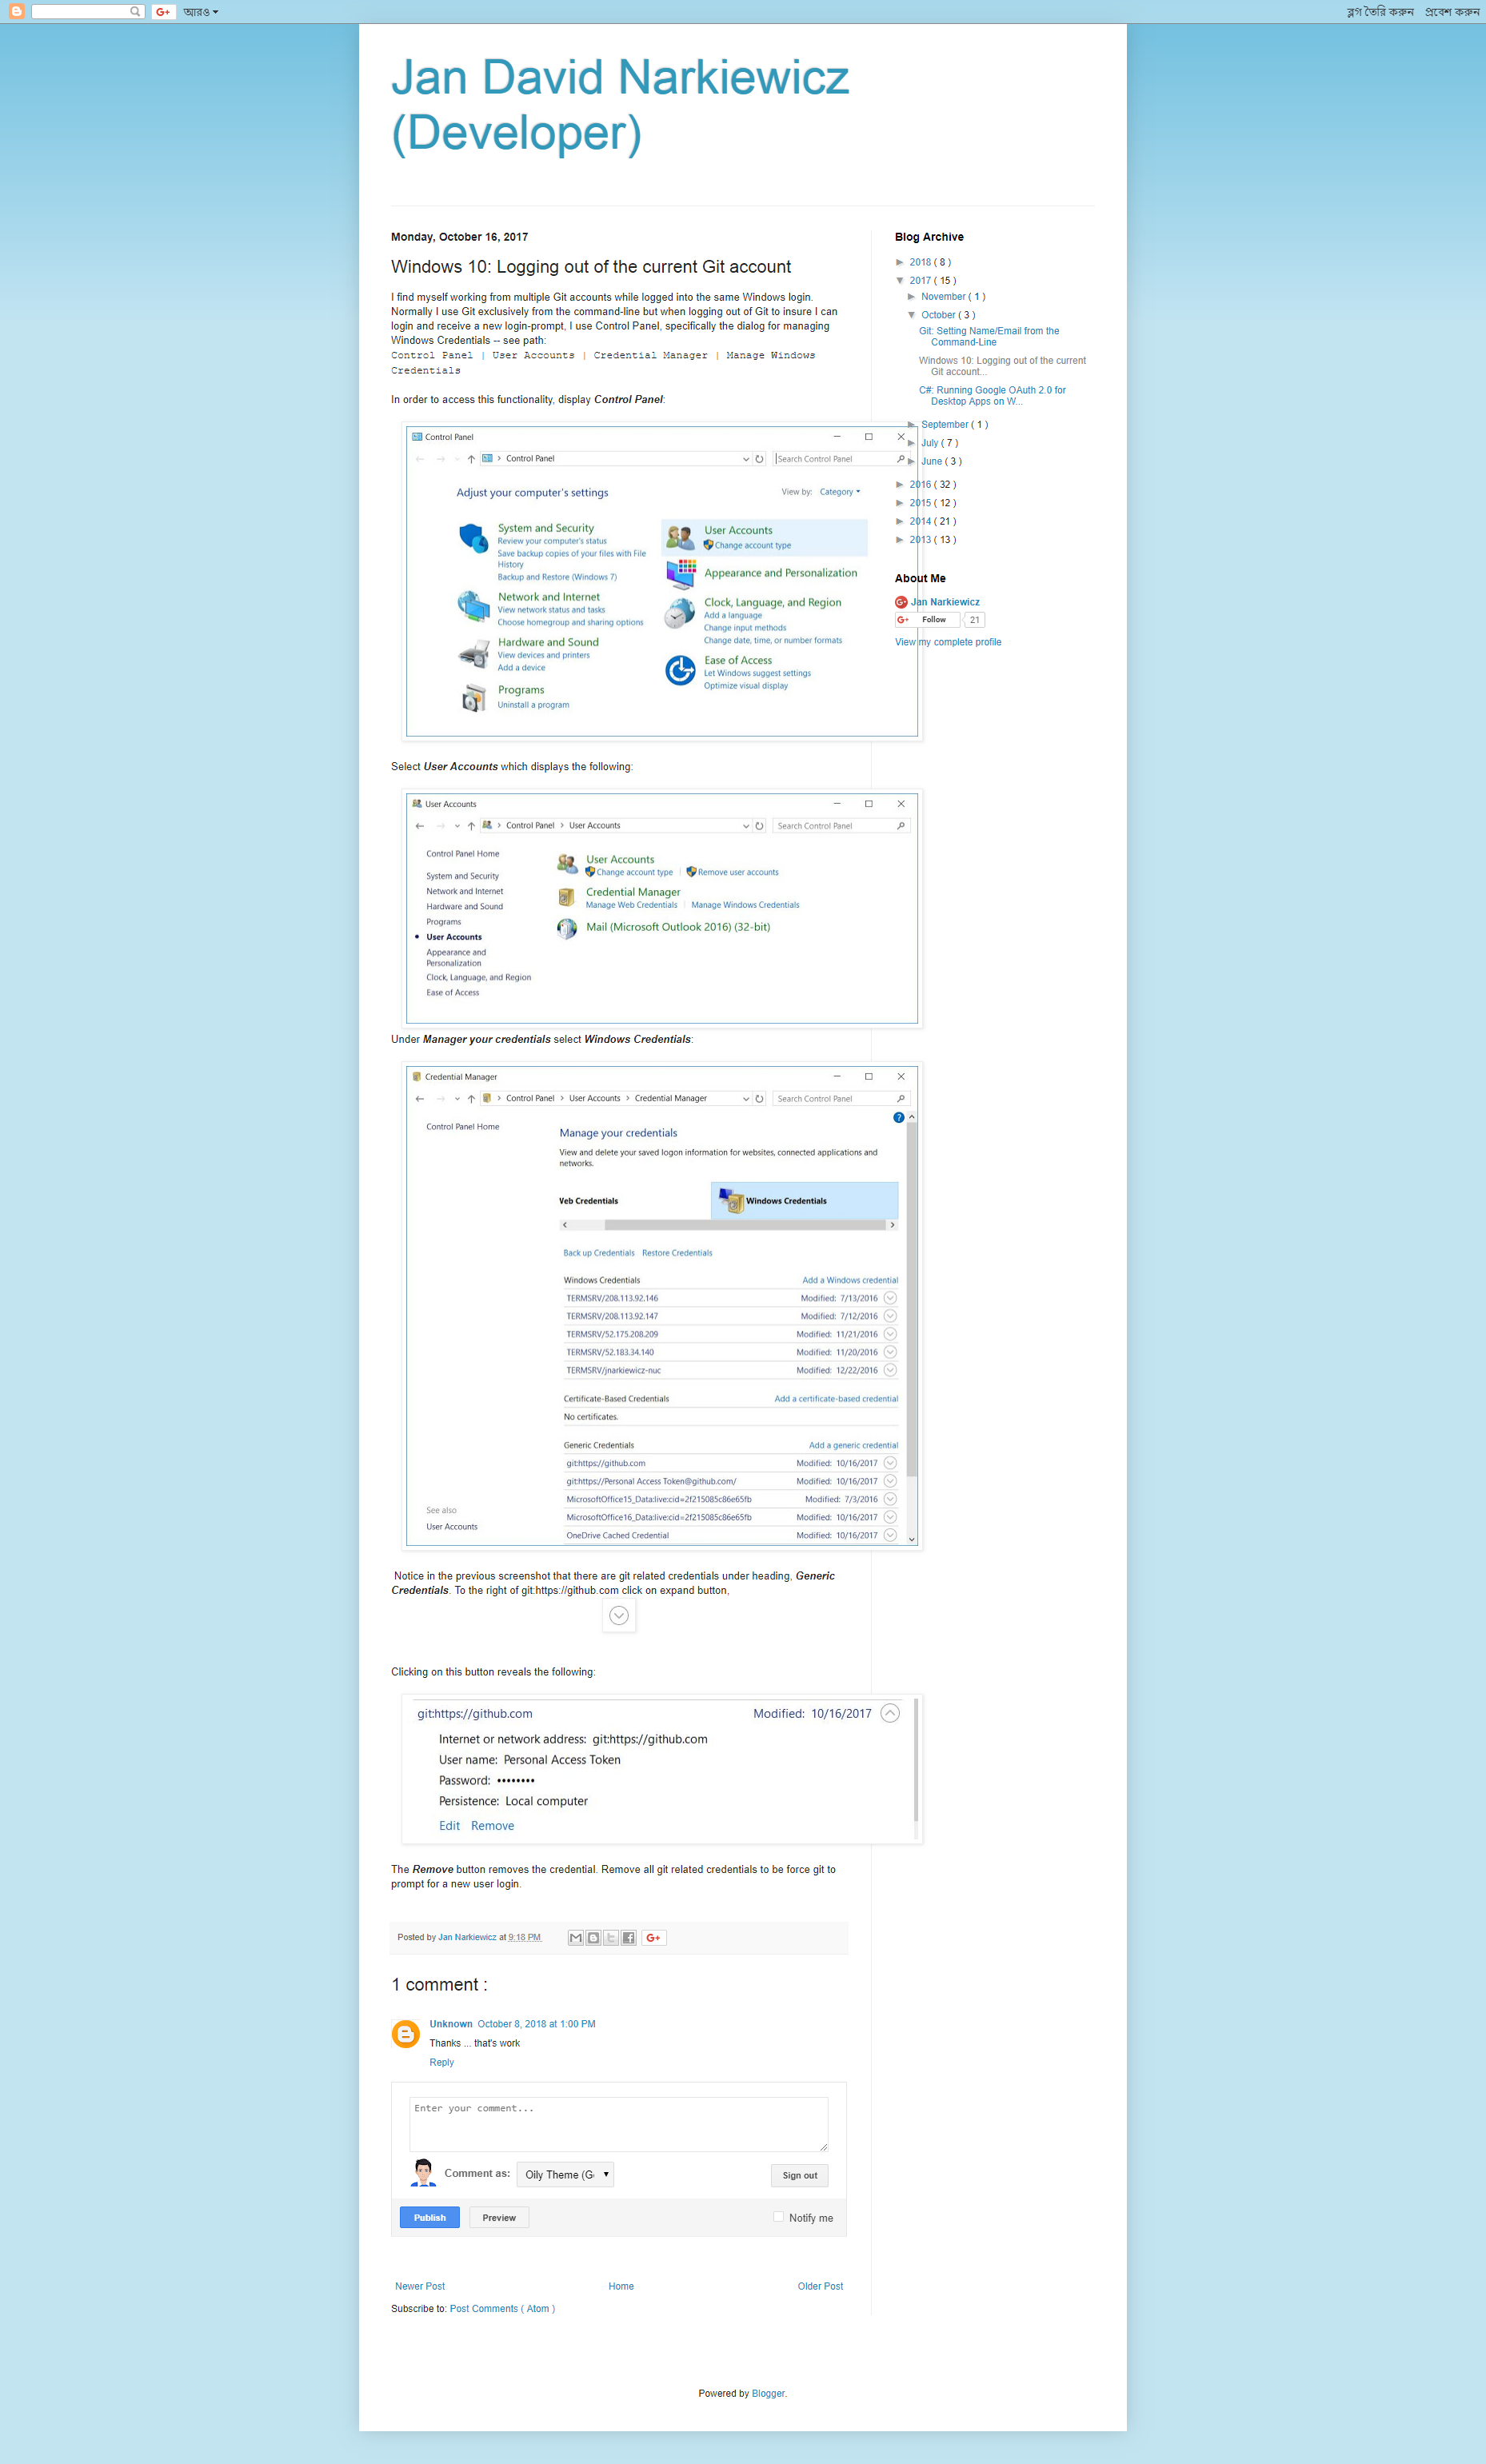 আরও
ব্লগ তৈরি করুন প্রবেশ করুন
Jan David Narkiewicz
(Developer)
Monday, October 16, 2017
Windows 10: Logging out of the current Git account
I find myself working from multiple Git accounts while logged into the same Windows login.
Normally I use Git exclusively from the command-line but when logging out of Git to insure I can
login and receive a new login-prompt, I use Control Panel, specifically the dialog for managing
Windows Credentials -- see path:
Control Panel | User Accounts | Credential Manager | Manage Windows
Credentials
In order to access this functionality, display Control Panel:
Control Panel
Control Panel
Search Control Panel
Adjust your computer's settings
View by: Category
System and Security
Review your computer's status
Save backup copies of your files with File
History
Backup and Restore (Windows 7)
Network and Internet
View network status and tasks
Choose homegroup and sharing options
Hardware and Sound
View devices and printers
Add a device
Programs
Uninstall a program
User Accounts
Change account type
Appearance and Personalization
Clock, Language, and Region
Add a language
Change input methods
Change date, time, or number formats
Ease of Access
Let Windows suggest settings
Optimize visual display
Select User Accounts which displays the following:
User Accounts
Control Panel > User Accounts
Search Control Panel
Control Panel Home
System and Security
Network and Internet
Hardware and Sound
Programs
User Accounts
Appearance and
Personalization
Clock, Language, and Region
Ease of Access
User Accounts
Change account type | Remove user accounts
Credential Manager
Manage Web Credentials | Manage Windows Credentials
Mail (Microsoft Outlook 2016) (32-bit)
Under Manager your credentials select Windows Credentials:
Credential Manager
Control Panel > User Accounts > Credential Manager
Search Control Panel
Control Panel Home
Manage your credentials
View and delete your saved logon information for websites, connected applications and
networks.
Veb Credentials
Windows Credentials
Back up Credentials Restore Credentials
Windows Credentials Add a Windows credential
TERMSRV/208.113.92.146 Modified: 7/13/2016
TERMSRV/208.113.92.147 Modified: 7/12/2016
TERMSRV/52.175.208.209 Modified: 11/21/2016
TERMSRV/52.183.34.140 Modified: 11/20/2016
TERMSRV/jnarkiewicz-nuc Modified: 12/22/2016
Certificate-Based Credentials Add a certificate-based credential
No certificates.
Generic Credentials Add a generic credential
git:https://github.com Modified: 10/16/2017
git:https://Personal Access Token@github.com/ Modified: 10/16/2017
MicrosoftOffice15_Data:live:cid=2f215085c86e65fb Modified: 7/3/2016
MicrosoftOffice16_Data:live:cid=2f215085c86e65fb Modified: 10/16/2017
OneDrive Cached Credential Modified: 10/16/2017
See also
User Accounts
Notice in the previous screenshot that there are git related credentials under heading, Generic
Credentials. To the right of git:https://github.com click on expand button,
Clicking on this button reveals the following:
git:https://github.com Modified: 10/16/2017
Internet or network address: git:https://github.com
User name: Personal Access Token
Password: ••••••••
Persistence: Local computer
Edit Remove
The Remove button removes the credential. Remove all git related credentials to be force git to
prompt for a new user login.
Posted by Jan Narkiewicz at 9:18 PM
1 comment :
Unknown October 8, 2018 at 1:00 PM
Thanks ... that's work
Reply
Enter your comment...
Comment as: Oily Theme (G
Sign out
Publish Preview
Notify me
Newer Post Home Older Post
Subscribe to: Post Comments ( Atom )
Blog Archive
► 2018 ( 8 )
▼ 2017 ( 15 )
► November ( 1 )
▼ October ( 3 )
Git: Setting Name/Email from the
Command-Line
Windows 10: Logging out of the current
Git account...
C#: Running Google OAuth 2.0 for
Desktop Apps on W...
► September ( 1 )
► July ( 7 )
► June ( 3 )
► 2016 ( 32 )
► 2015 ( 12 )
► 2014 ( 21 )
► 2013 ( 13 )
About Me
Jan Narkiewicz
G+ Follow 21
View my complete profile
Powered by Blogger.